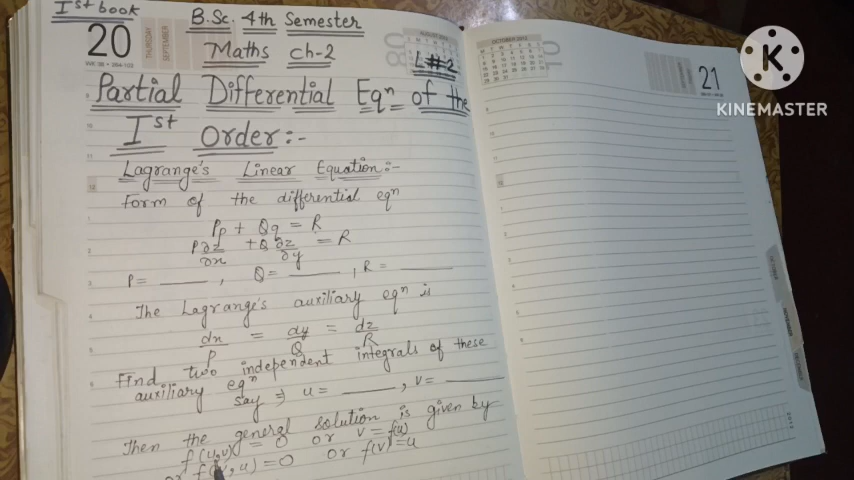 Ist book
B.Sc. 4th Semester
20
THURSDAY
SEPTEMBER
Maths Ch-2
L#2
Partial Differential Eqn of the
Ist Order:-
Lagrange's Linear Equation:-
form of the differential eqn
Pp + Qq = R
P ∂z/∂x + Q ∂z/∂y = R
P = ____ , Q = ____ , R = ____
The Lagrange's auxiliary eqn is
dx/P = dy/Q = dz/R
Find two independent integrals of these
auxiliary eqn
say ⇒ u = ____ , v = ____
Then the general solution is given by
f(u,v) = 0 or v = f(u)
or f(v,u) = 0 or f(v) = u
OCTOBER
21
KINEMASTER